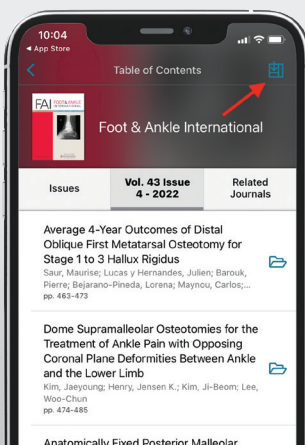 10:04
◀ App Store
Table of Contents
FAI FOOT & ANKLE
INTERNATIONAL
Foot & Ankle International
Issues
Vol. 43 Issue
4 - 2022
Related
Journals
Average 4-Year Outcomes of Distal
Oblique First Metatarsal Osteotomy for
Stage 1 to 3 Hallux Rigidus
Saur, Maurise; Lucas y Hernandes, Julien; Barouk,
Pierre; Bejarano-Pineda, Lorena; Maynou, Carlos;...
pp. 463-473
Dome Supramalleolar Osteotomies for the
Treatment of Ankle Pain with Opposing
Coronal Plane Deformities Between Ankle
and the Lower Limb
Kim, Jaeyoung; Henry, Jensen K.; Kim, Ji-Beom; Lee,
Woo-Chun
pp. 474-485
Anatomically Fixed Posterior Malleolar